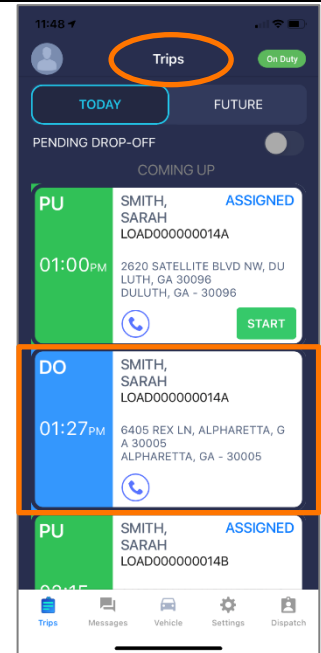 11:48
Trips
On Duty
TODAY
FUTURE
PENDING DROP-OFF
COMING UP
PU
SMITH,
SARAH
ASSIGNED
LOAD000000014A
01:00PM
2620 SATELLITE BLVD NW, DU
LUTH, GA 30096
DULUTH, GA - 30096
START
DO
SMITH,
SARAH
LOAD000000014A
01:27PM
6405 REX LN, ALPHARETTA, G
A 30005
ALPHARETTA, GA - 30005
PU
SMITH,
SARAH
ASSIGNED
LOAD000000014B
Trips
Messages
Vehicle
Settings
Dispatch